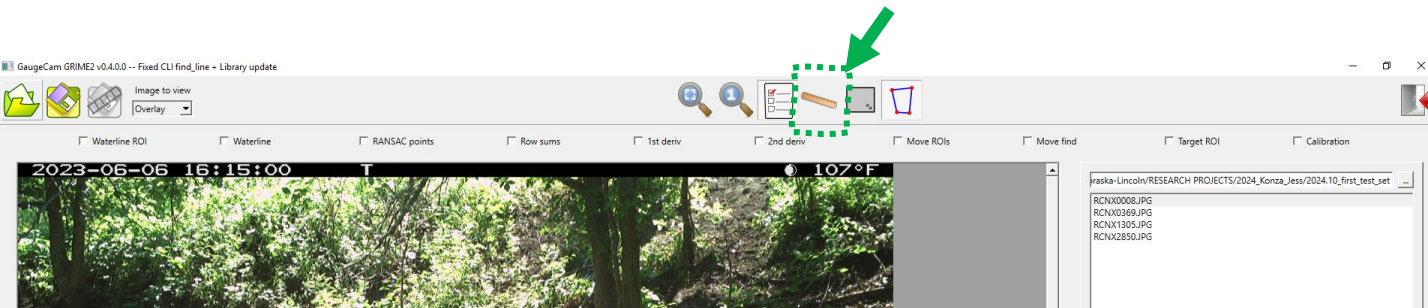 GaugeCam GRIME2 v0.4.0.0 -- Fixed CLI find_line + Library update
Image to view
Overlay
1
Waterline ROI
Waterline
RANSAC points
Row sums
1st deriv
2nd deriv
Move ROIs
Move find
Target ROI
Calibration
2023-06-06 16:15:00 T 107°F
raska-Lincoln/RESEARCH PROJECTS/2024_Konza_Jess/2024.10_first_test_set ...
RCNX0008.JPG
RCNX0369.JPG
RCNX1305.JPG
RCNX2850.JPG